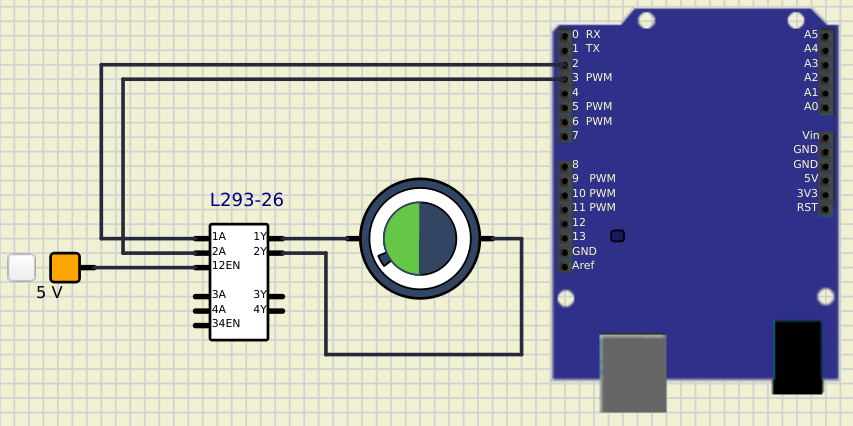 L293-26
1A 1Y
2A 2Y
12EN
3A 3Y
4A 4Y
34EN
5 V
0 RX
1 TX
2
3 PWM
4
5 PWM
6 PWM
7
8
9 PWM
10 PWM
11 PWM
12
13
GND
Aref
A5
A4
A3
A2
A1
A0
Vin
GND
GND
5V
3V3
RST